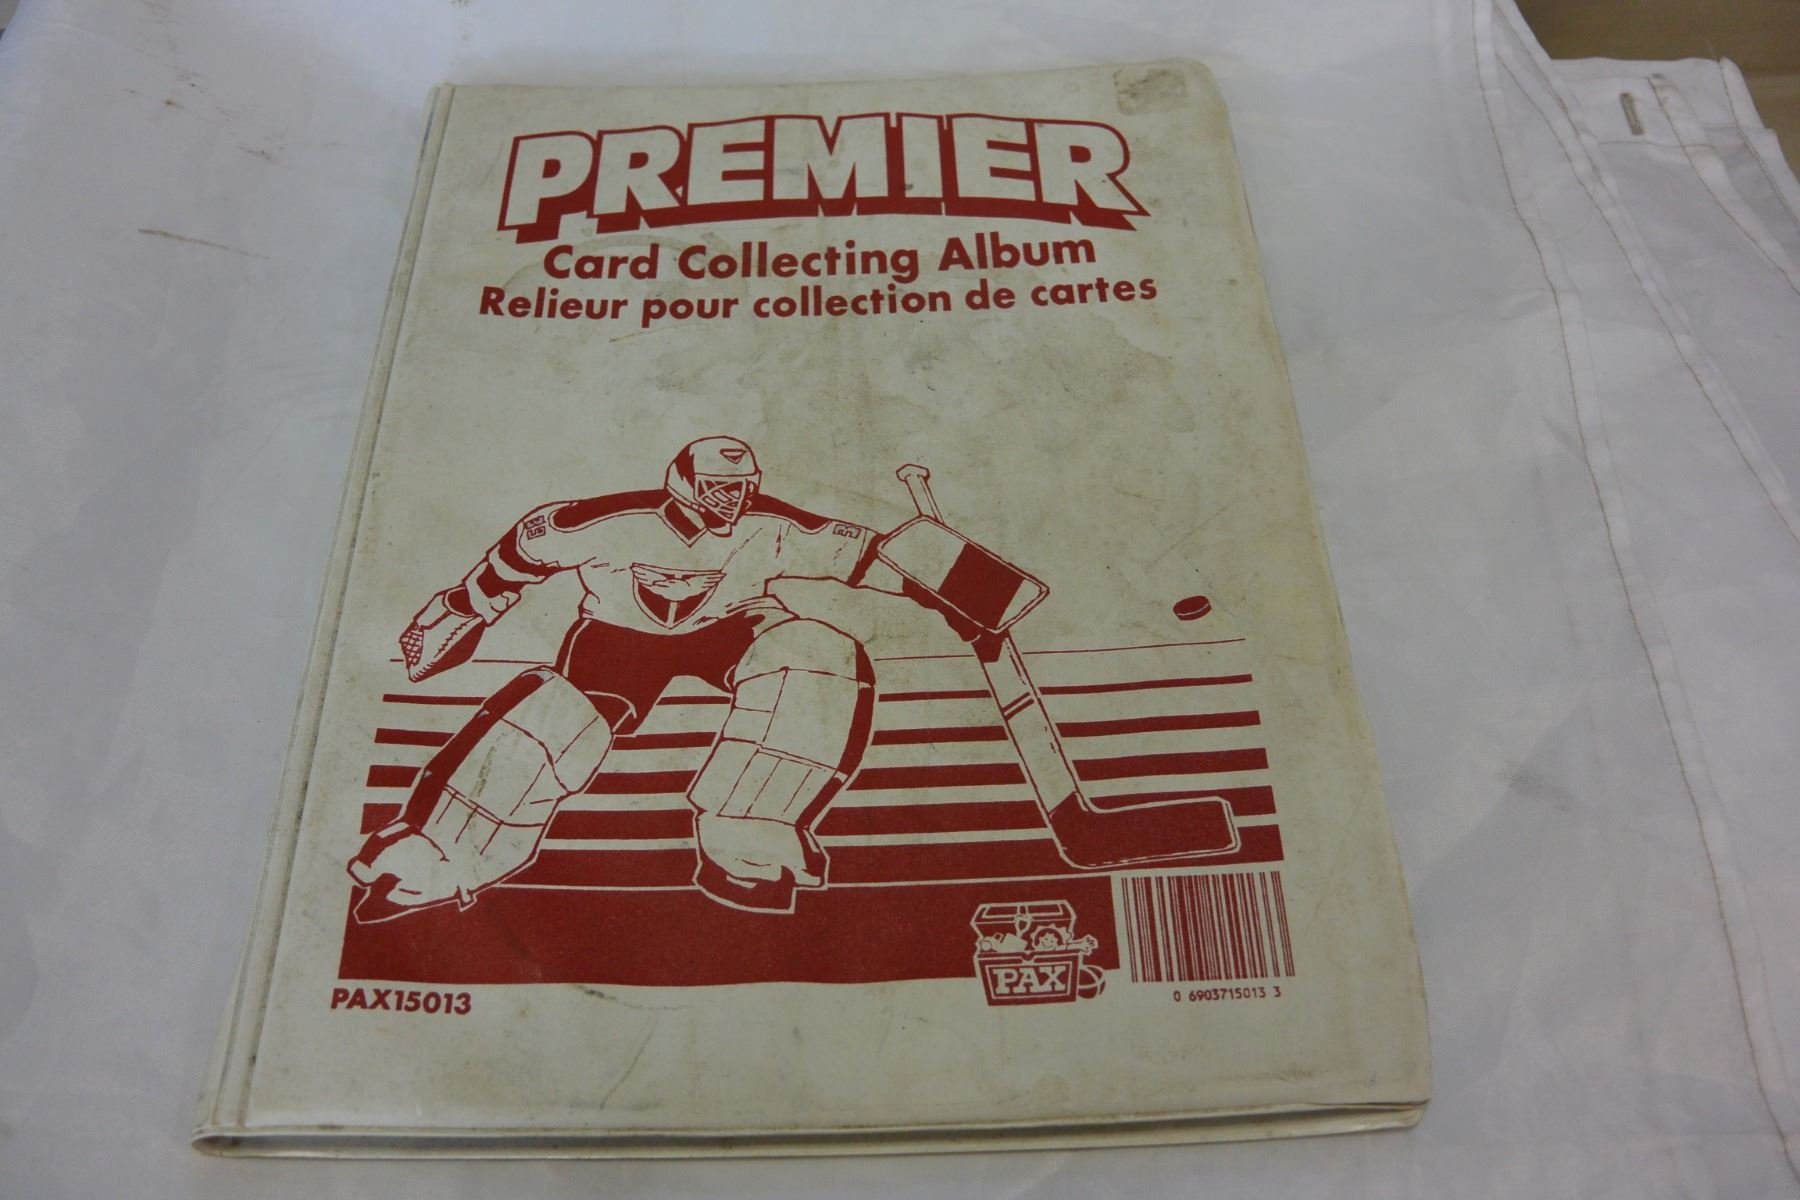 PREMIER
Card Collecting Album
Relieur pour collection de cartes
PAX
PAX15013
0 6903715013 3